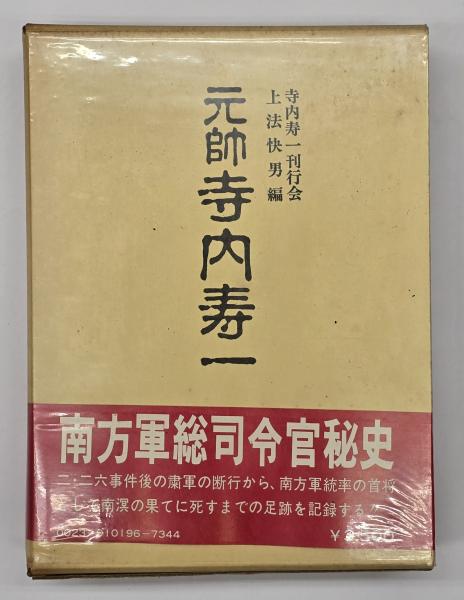 寺内寿一刊行会
上法快男編
元帥寺内寿一
南方軍総司令官秘史
二・二六事件後の粛軍の断行から、南方軍統率の首将
として南溟の果てに死すまでの足跡を記録する
0023-010196-7344